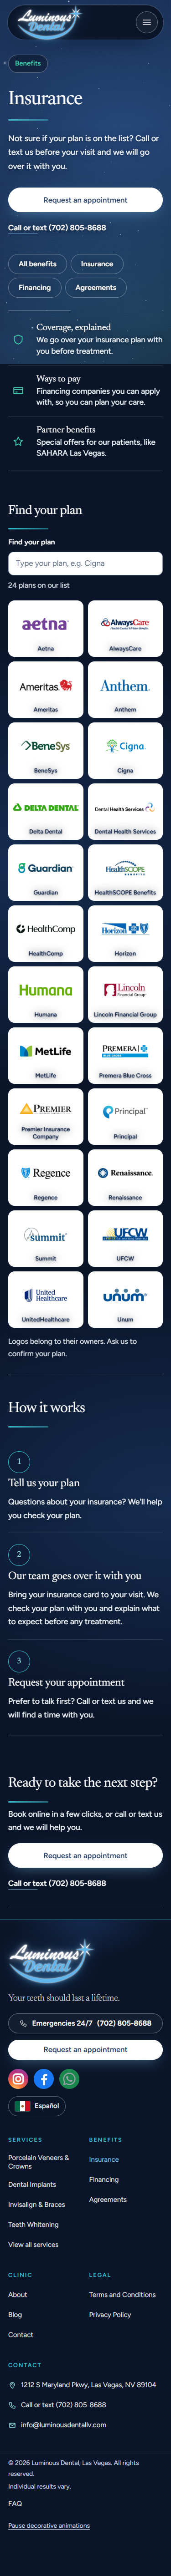 Luminous
Dental
Benefits
Insurance
Not sure if your plan is on the list? Call or
text us before your visit and we will go
over it with you.
Request an appointment
Call or text (702) 805-8688
All benefits
Insurance
Financing
Agreements
Coverage, explained
We go over your insurance plan with
you before treatment.
Ways to pay
Financing companies you can apply
with, so you can plan your care.
Partner benefits
Special offers for our patients, like
SAHARA Las Vegas.
Find your plan
Find your plan
Type your plan, e.g. Cigna
24 plans on our list
aetna
Aetna
AlwaysCare
AlwaysCare
Ameritas
Ameritas
Anthem
Anthem
BeneSys
BeneSys
Cigna
Cigna
DELTA DENTAL
Delta Dental
Dental Health Services
Dental Health Services
Guardian
Guardian
HealthSCOPE
BENEFITS
HealthSCOPE Benefits
HealthComp
HealthComp
Horizon
Horizon
Humana
Humana
Lincoln
Financial Group
Lincoln Financial Group
MetLife
MetLife
PREMERA
BLUE CROSS
Premera Blue Cross
PREMIER
Premier Insurance
Company
Principal
Principal
Regence
Regence
Renaissance
Renaissance
summit
Summit
UFCW
UFCW
United
Healthcare
UnitedHealthcare
unum
Unum
Logos belong to their owners. Ask us to
confirm your plan.
How it works
1
Tell us your plan
Questions about your insurance? We'll help
you check your plan.
2
Our team goes over it with you
Bring your insurance card to your visit. We
check your plan with you and explain what
to expect before any treatment.
3
Request your appointment
Prefer to talk first? Call or text us and we
will find a time with you.
Ready to take the next step?
Book online in a few clicks, or call or text us
and we will help you.
Request an appointment
Call or text (702) 805-8688
Luminous
Dental
Your teeth should last a lifetime.
Emergencies 24/7 (702) 805-8688
Request an appointment
Español
SERVICES
Porcelain Veneers &
Crowns
Dental Implants
Invisalign & Braces
Teeth Whitening
View all services
BENEFITS
Insurance
Financing
Agreements
CLINIC
About
Blog
Contact
LEGAL
Terms and Conditions
Privacy Policy
CONTACT
1212 S Maryland Pkwy, Las Vegas, NV 89104
Call or text (702) 805-8688
info@luminousdentallv.com
© 2026 Luminous Dental, Las Vegas. All rights
reserved.
Individual results vary.
FAQ
Pause decorative animations